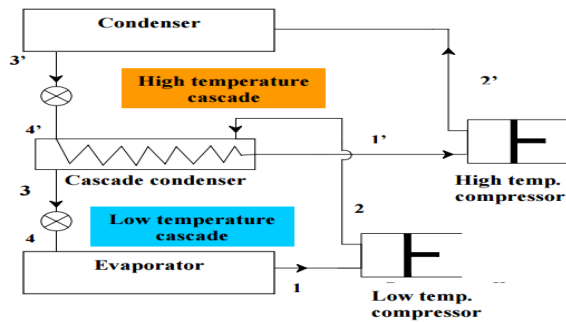 Condenser
3'
2'
High temperature
cascade
4'
1'
Cascade condenser
High temp.
compressor
3
2
Low temperature
cascade
4
Evaporator
1
Low temp.
compressor